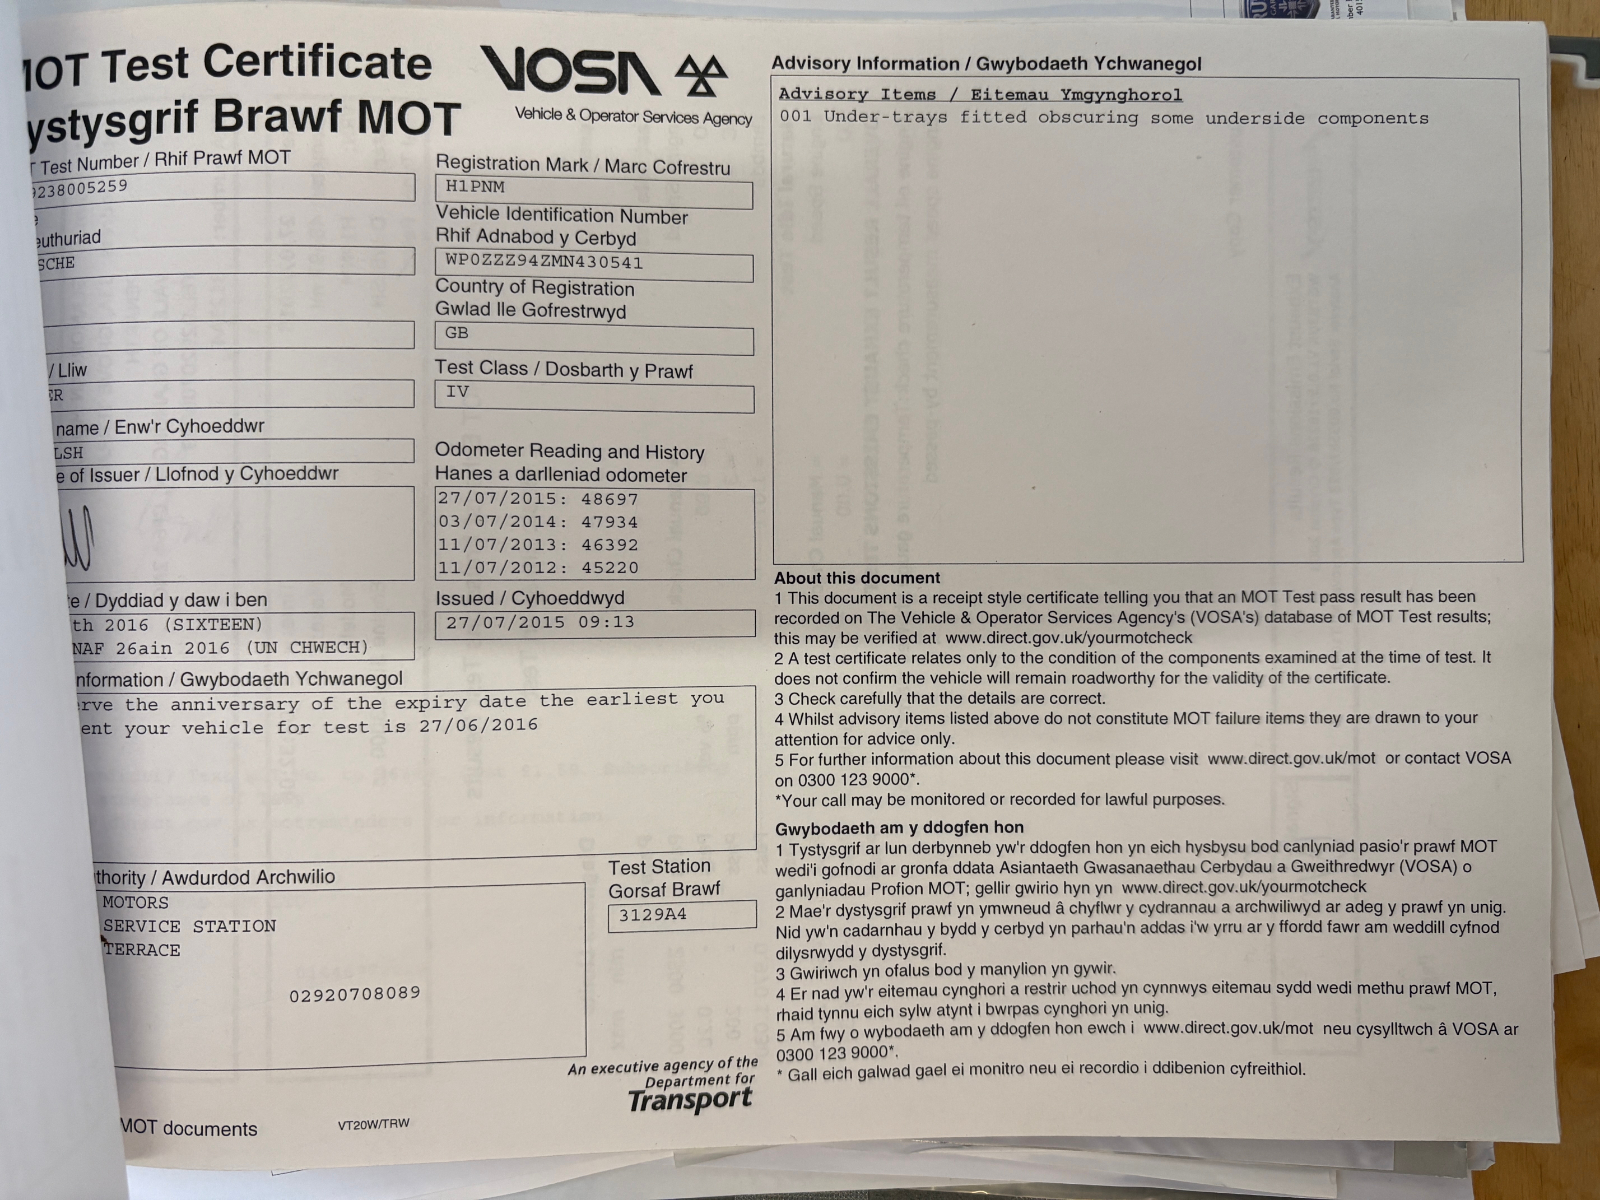 MOT Test Certificate
ystysgrif Brawf MOT
VOSA
Vehicle & Operator Services Agency
Test Number / Rhif Prawf MOT
9238005259
euthuriad
SCHE
/ Lliw
ER
name / Enw'r Cyhoeddwr
LSH
e of Issuer / Llofnod y Cyhoeddwr
e / Dyddiad y daw i ben
th 2016 (SIXTEEN)
NAF 26ain 2016 (UN CHWECH)
nformation / Gwybodaeth Ychwanegol
rve the anniversary of the expiry date the earliest you
ent your vehicle for test is 27/06/2016
thority / Awdurdod Archwilio
MOTORS
SERVICE STATION
TERRACE
02920708089
Registration Mark / Marc Cofrestru
H1PNM
Vehicle Identification Number
Rhif Adnabod y Cerbyd
WP0ZZZ94ZMN430541
Country of Registration
Gwlad lle Gofrestrwyd
GB
Test Class / Dosbarth y Prawf
IV
Odometer Reading and History
Hanes a darlleniad odometer
27/07/2015: 48697
03/07/2014: 47934
11/07/2013: 46392
11/07/2012: 45220
Issued / Cyhoeddwyd
27/07/2015 09:13
Test Station
Gorsaf Brawf
3129A4
An executive agency of the
Department for
Transport
MOT documents
VT20W/TRW
Advisory Information / Gwybodaeth Ychwanegol
Advisory Items / Eitemau Ymgynghorol
001 Under-trays fitted obscuring some underside components
About this document
1 This document is a receipt style certificate telling you that an MOT Test pass result has been
recorded on The Vehicle & Operator Services Agency's (VOSA's) database of MOT Test results;
this may be verified at www.direct.gov.uk/yourmotcheck
2 A test certificate relates only to the condition of the components examined at the time of test. It
does not confirm the vehicle will remain roadworthy for the validity of the certificate.
3 Check carefully that the details are correct.
4 Whilst advisory items listed above do not constitute MOT failure items they are drawn to your
attention for advice only.
5 For further information about this document please visit www.direct.gov.uk/mot or contact VOSA
on 0300 123 9000*.
*Your call may be monitored or recorded for lawful purposes.
Gwybodaeth am y ddogfen hon
1 Tystysgrif ar lun derbynneb yw'r ddogfen hon yn eich hysbysu bod canlyniad pasio'r prawf MOT
wedi'i gofnodi ar gronfa ddata Asiantaeth Gwasanaethau Cerbydau a Gweithredwyr (VOSA) o
ganlyniadau Profion MOT; gellir gwirio hyn yn www.direct.gov.uk/yourmotcheck
2 Mae'r dystysgrif prawf yn ymwneud â chyflwr y cydrannau a archwiliwyd ar adeg y prawf yn unig.
Nid yw'n cadarnhau y bydd y cerbyd yn parhau'n addas i'w yrru ar y ffordd fawr am weddill cyfnod
dilysrwydd y dystysgrif.
3 Gwiriwch yn ofalus bod y manylion yn gywir.
4 Er nad yw'r eitemau cynghori a restrir uchod yn cynnwys eitemau sydd wedi methu prawf MOT,
rhaid tynnu eich sylw atynt i bwrpas cynghori yn unig.
5 Am fwy o wybodaeth am y ddogfen hon ewch i www.direct.gov.uk/mot neu cysylltwch â VOSA ar
0300 123 9000*.
* Gall eich galwad gael ei monitro neu ei recordio i ddibenion cyfreithiol.